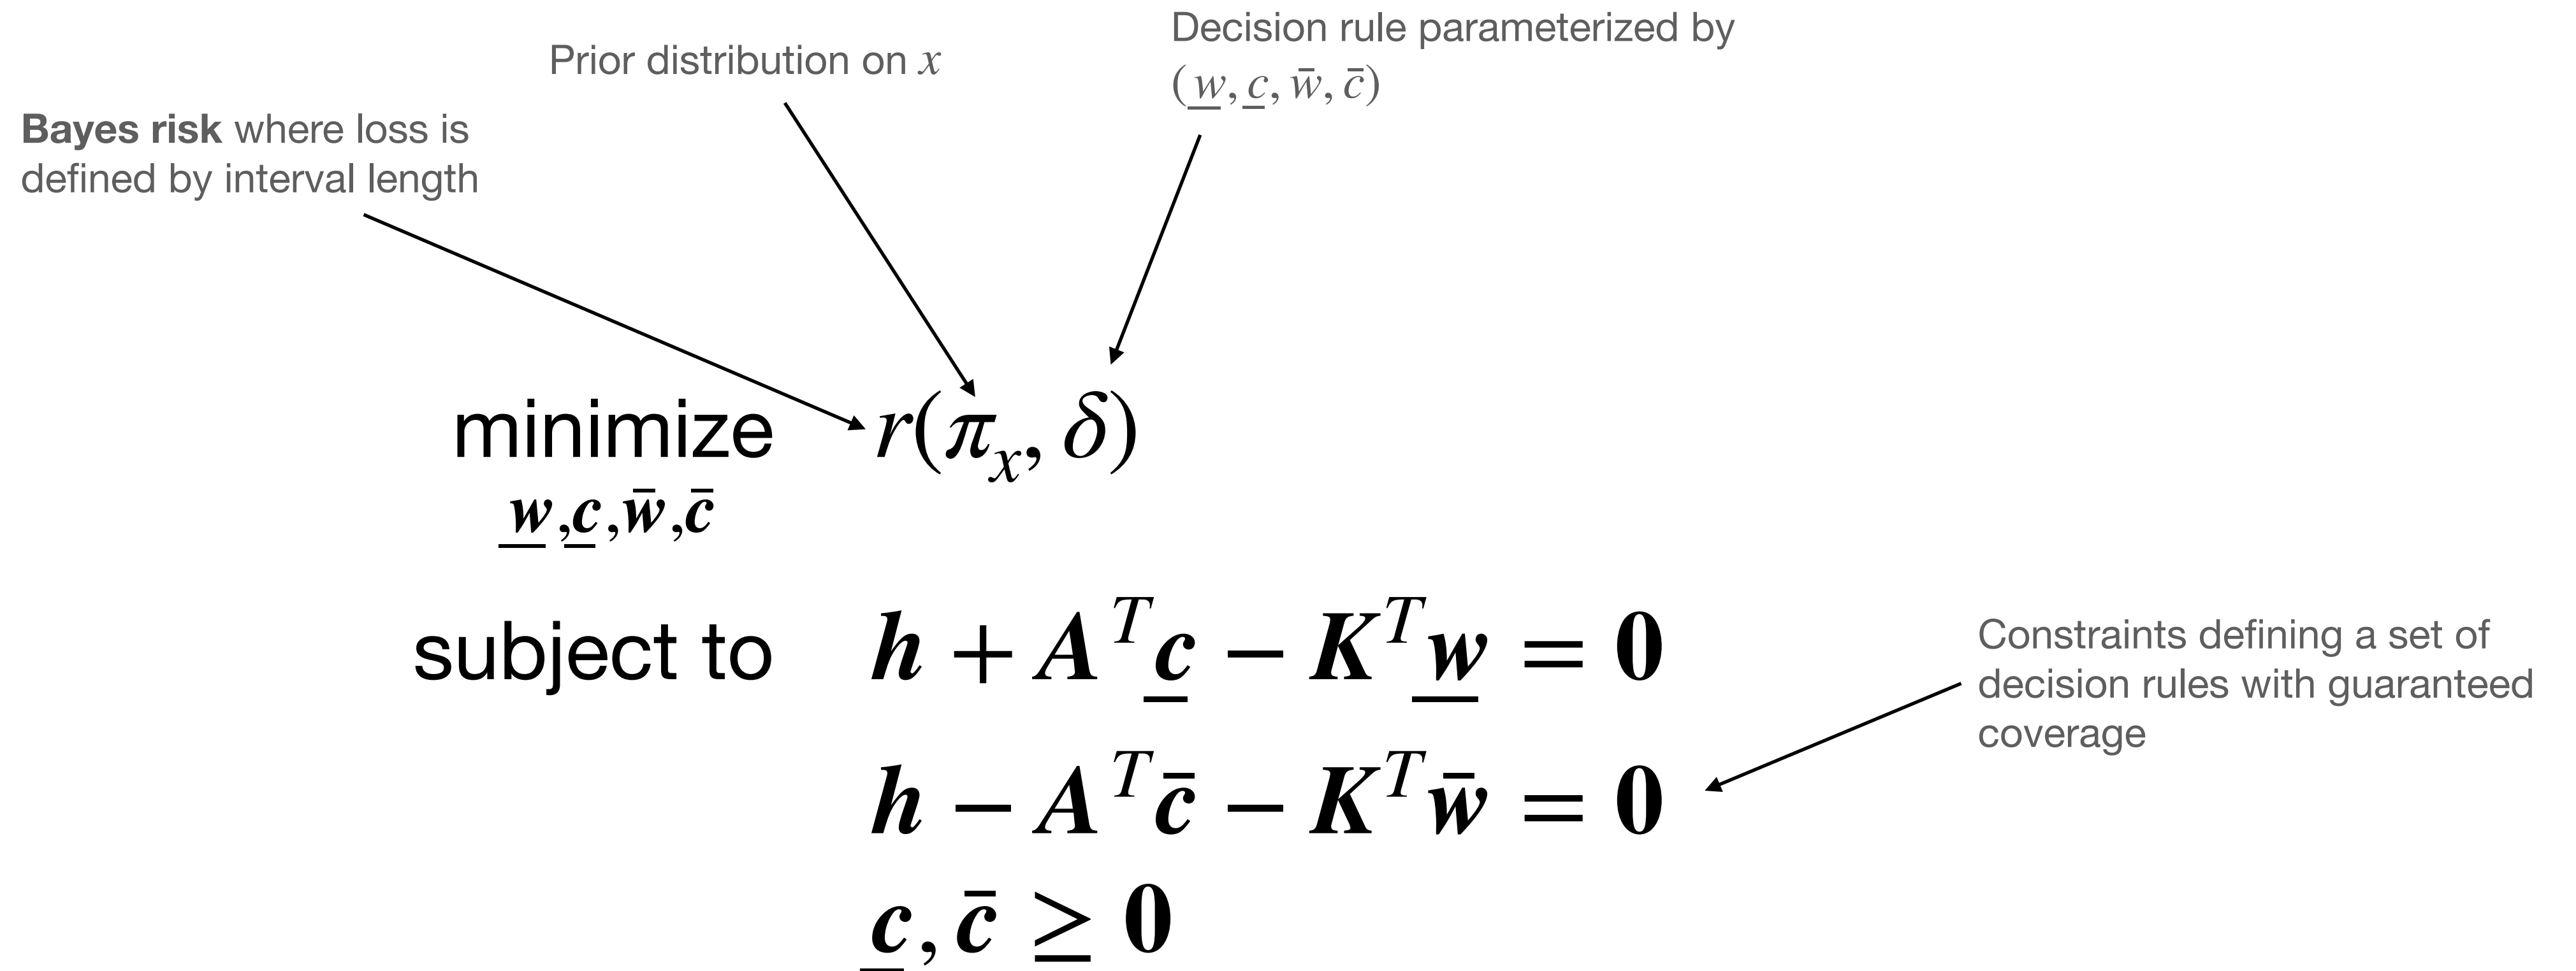 Decision rule parameterized by
(w̲, c̲, w̄, c̄)
Prior distribution on x
Bayes risk where loss is
defined by interval length
minimize r(π_x, δ)
w̲,c̲,w̄,c̄
subject to h + A^T c̲ − K^T w̲ = 0
Constraints defining a set of
decision rules with guaranteed
coverage
h − A^T c̄ − K^T w̄ = 0
c̲, c̄ ≥ 0